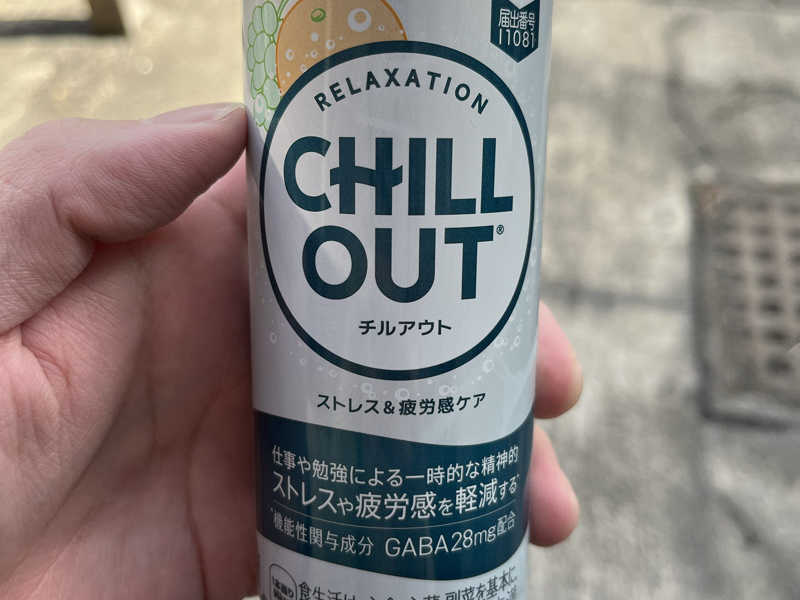 届出番号
I1081
RELAXATION
CHILL
OUT®
チルアウト
ストレス&疲労感ケア
仕事や勉強による一時的な精神的
ストレスや疲労感を軽減する
機能性関与成分 GABA28mg配合